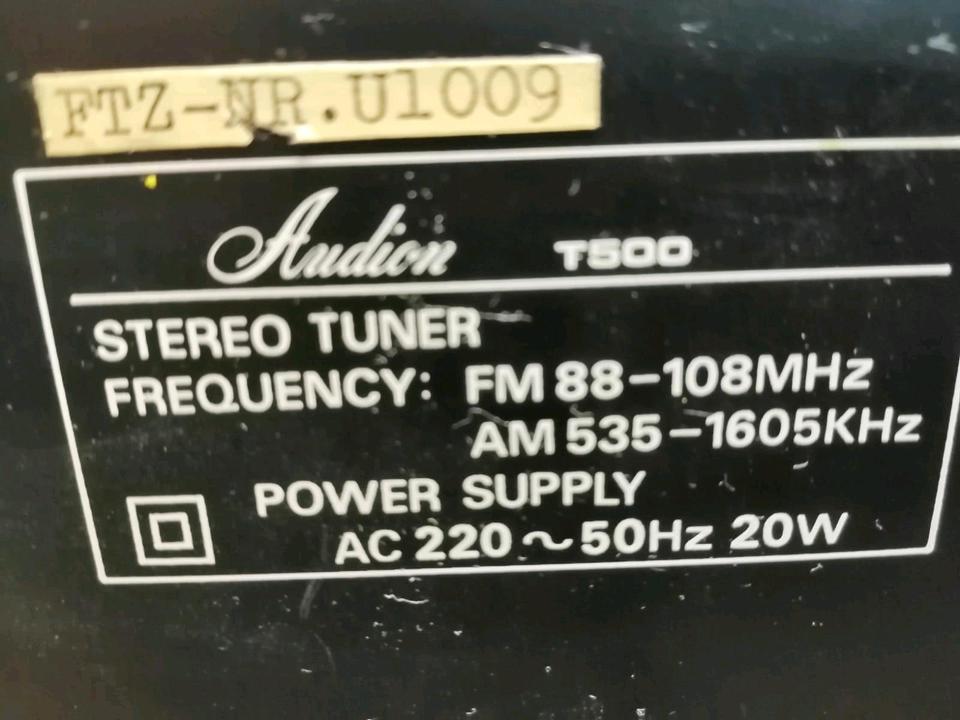 FTZ-NR.U1009
Audion T500
STEREO TUNER
FREQUENCY: FM 88-108MHz
AM 535-1605KHz
POWER SUPPLY
AC 220~50Hz 20W